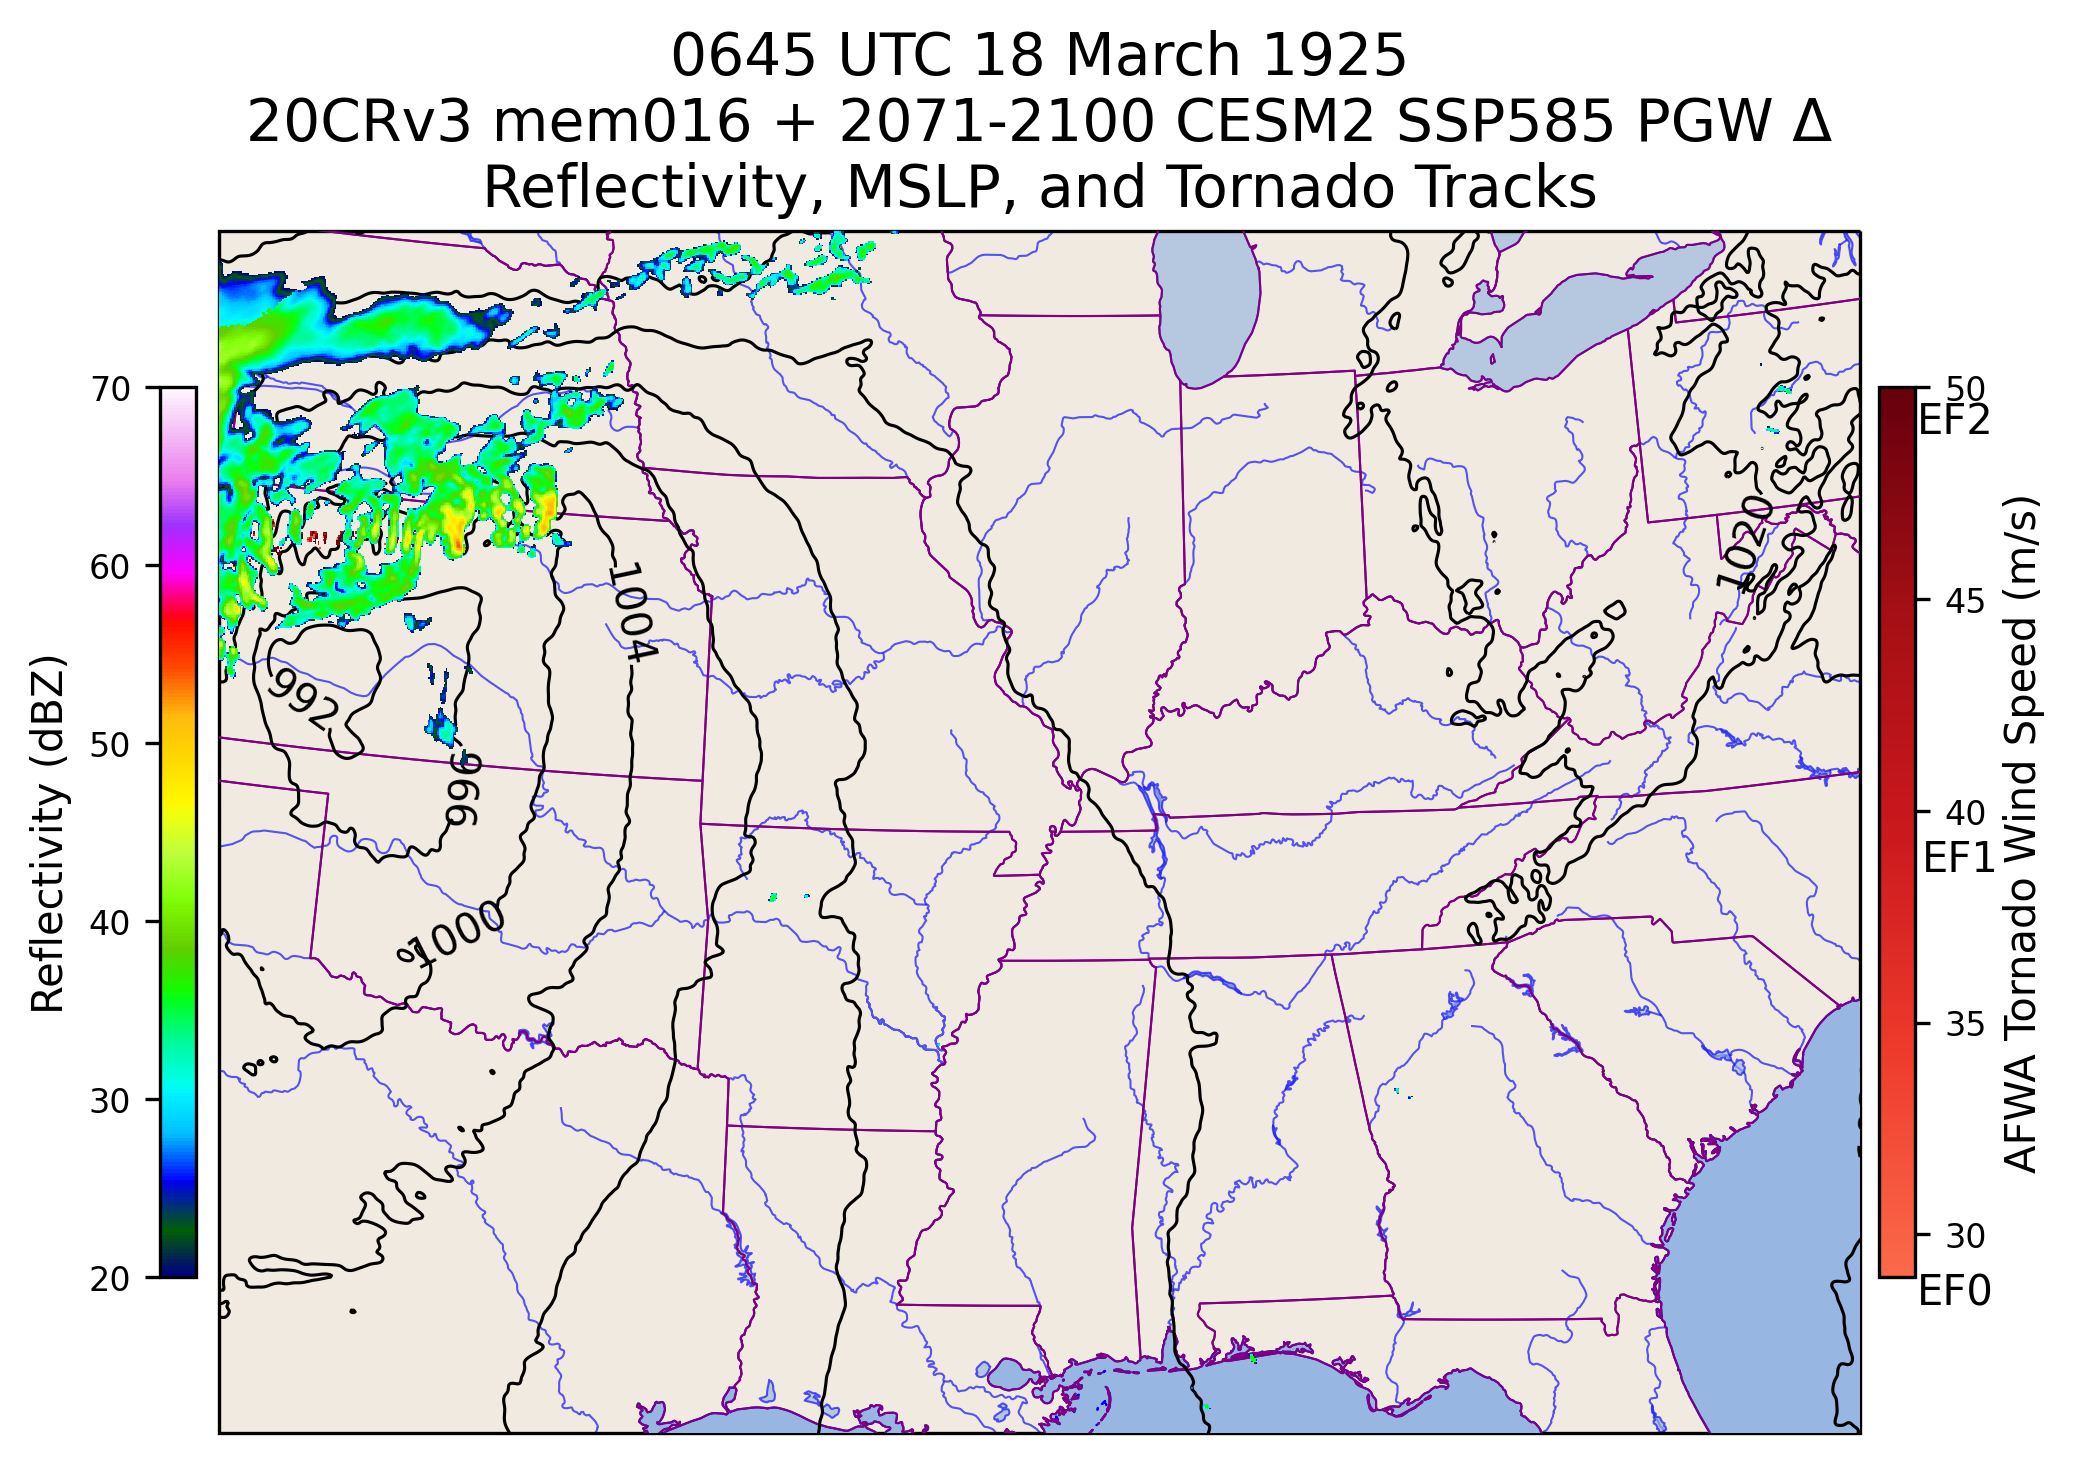 0645 UTC 18 March 1925
20CRv3 mem016 + 2071-2100 CESM2 SSP585 PGW Δ
Reflectivity, MSLP, and Tornado Tracks
Reflectivity (dBZ)
70
60
50
40
30
20
992
996
1000
1004
1020
50
EF2
45
40
EF1
35
30
EF0
AFWA Tornado Wind Speed (m/s)